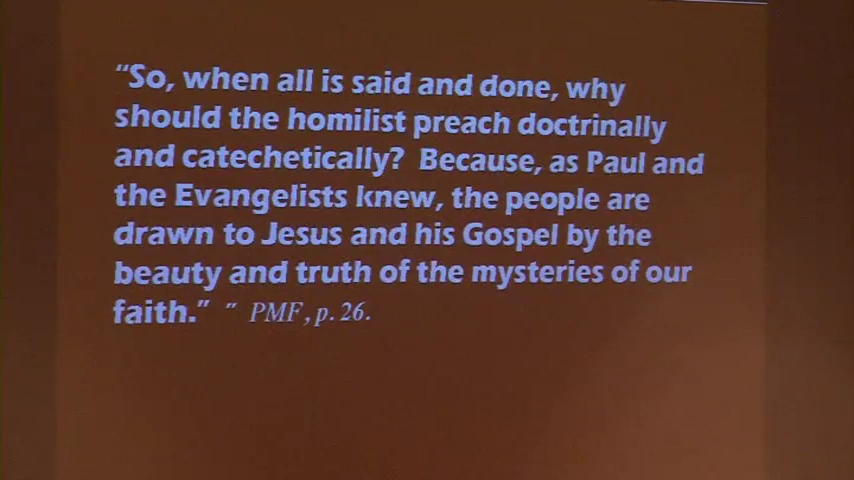 “So, when all is said and done, why
should the homilist preach doctrinally
and catechetically? Because, as Paul and
the Evangelists knew, the people are
drawn to Jesus and his Gospel by the
beauty and truth of the mysteries of our
faith.” ” PMF, p. 26.